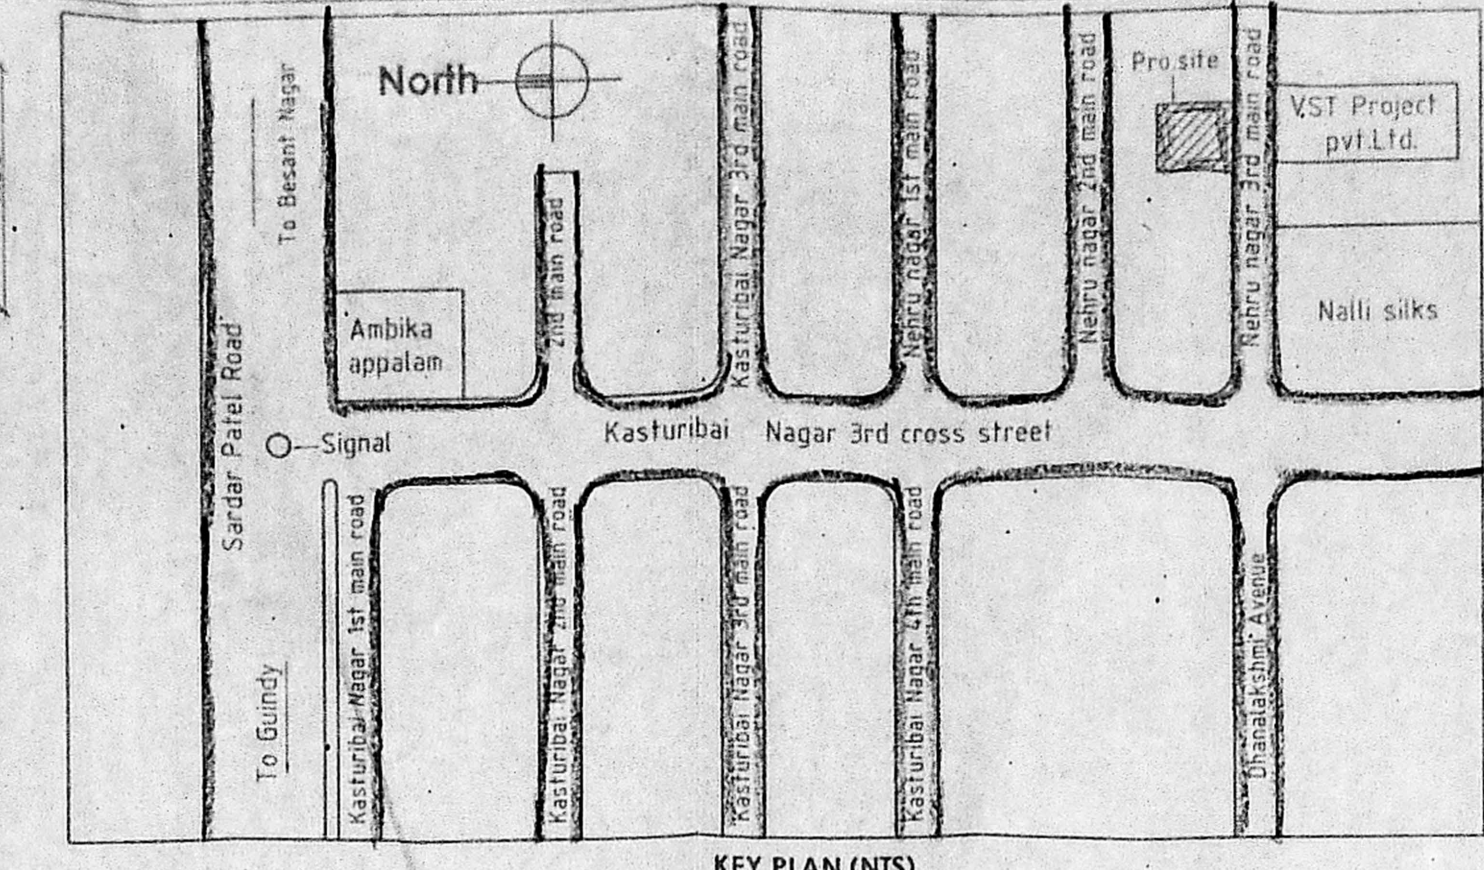 North
To Besant Nagar
2nd main road
Kasturibai Nagar 3rd main road
Nehru nagar 1st main road
Nehru nagar 2nd main road
Pro.site
Nehru nagar 3rd main road
VST Project
pvt.Ltd.
Ambika
appalam
Nalli silks
Sardar Patel Road
Signal
Kasturibai Nagar 3rd cross street
To Guindy
Kasturibai Nagar 1st main road
Kasturibai Nagar 2nd main road
Kasturibai Nagar 3rd main road
Kasturibai Nagar 4th main road
Dhanalakshmi Avenue
KEY PLAN (NTS)